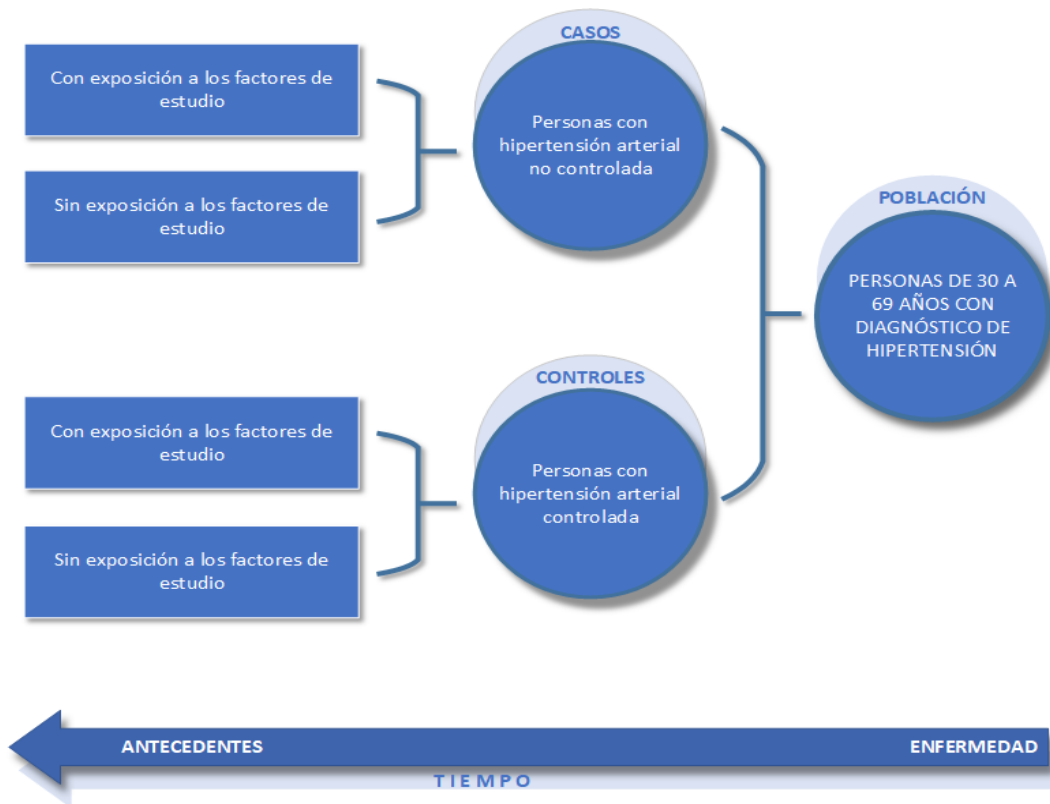 CASOS
Con exposición a los factores de
estudio
Personas con
hipertensión arterial
no controlada
Sin exposición a los factores de
estudio
POBLACIÓN
PERSONAS DE 30 A
69 AÑOS CON
DIAGNÓSTICO DE
HIPERTENSIÓN
CONTROLES
Con exposición a los factores de
estudio
Personas con
hipertensión arterial
controlada
Sin exposición a los factores de
estudio
ANTECEDENTES
ENFERMEDAD
TIEMPO